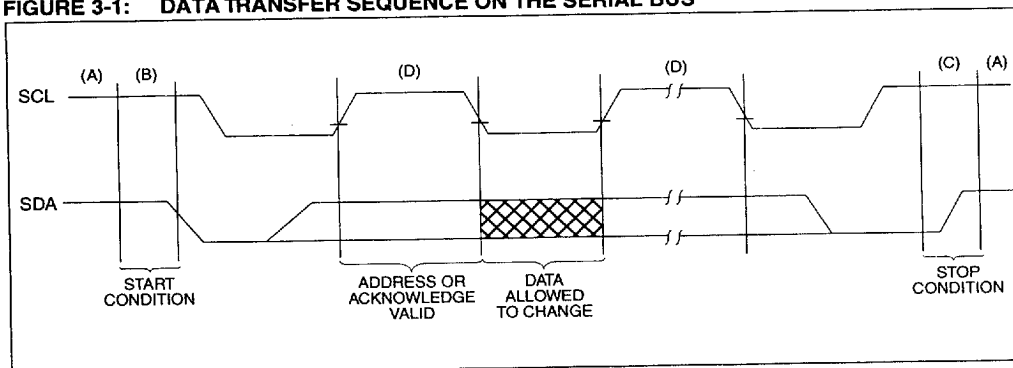 FIGURE 3-1: DATA TRANSFER SEQUENCE ON THE SERIAL BUS
(A) (B) (D) (D) (C) (A)
SCL
SDA
START
CONDITION
ADDRESS OR
ACKNOWLEDGE
VALID
DATA
ALLOWED
TO CHANGE
STOP
CONDITION